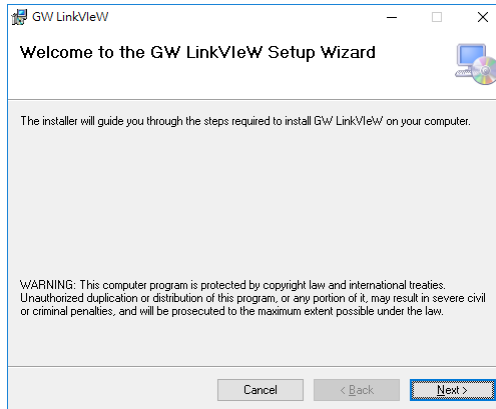 GW LinkVIeW
Welcome to the GW LinkVIeW Setup Wizard
The installer will guide you through the steps required to install GW LinkVIeW on your computer.
WARNING: This computer program is protected by copyright law and international treaties.
Unauthorized duplication or distribution of this program, or any portion of it, may result in severe civil
or criminal penalties, and will be prosecuted to the maximum extent possible under the law.
Cancel
< Back
Next >